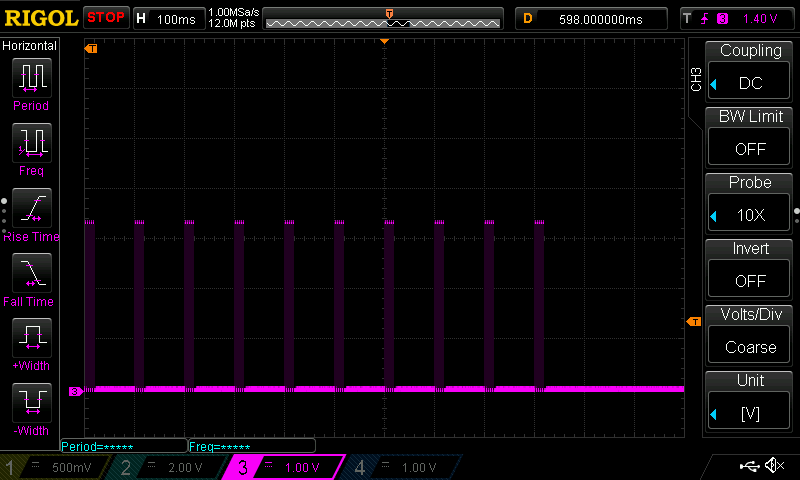 RIGOL STOP H 100ms 1.00MSa/s 12.0M pts T D 598.000000ms T 3 1.40 V
Horizontal
Period
Freq
Rise Time
Fall Time
+Width
-Width
T
3
T
Period=***** Freq=*****
CH3
Coupling
DC
BW Limit
OFF
Probe
10X
Invert
OFF
Volts/Div
Coarse
Unit
[V]
1 500mV 2 2.00 V 3 1.00 V 4 1.00 V